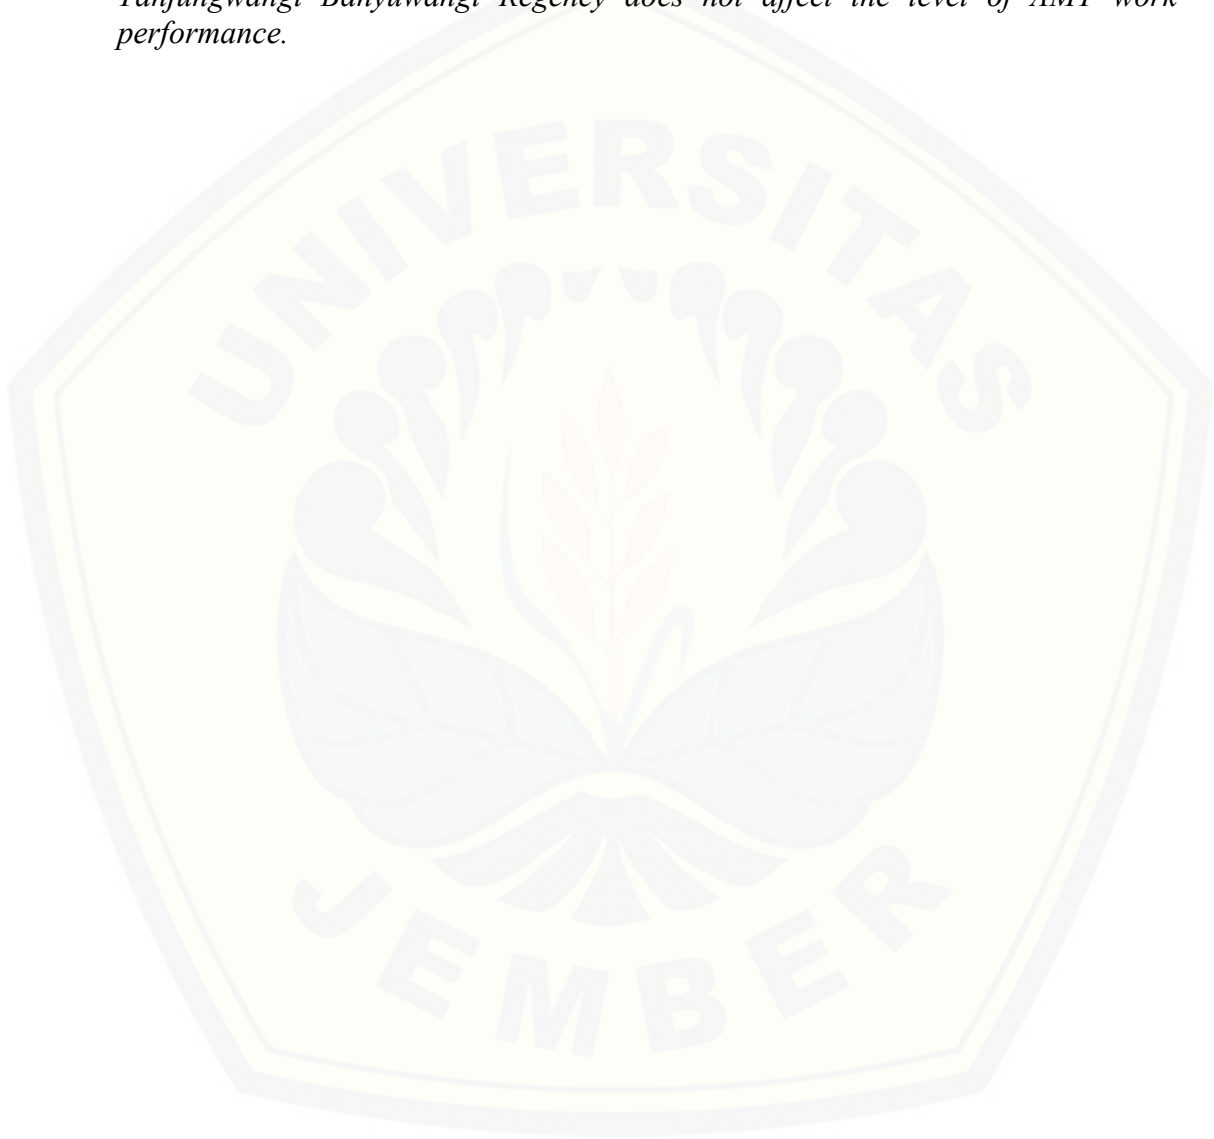 Tanjungwangi Banyuwangi Regency does not affect the level of AMT work
performance.
UNIVERSITAS
JEMBER